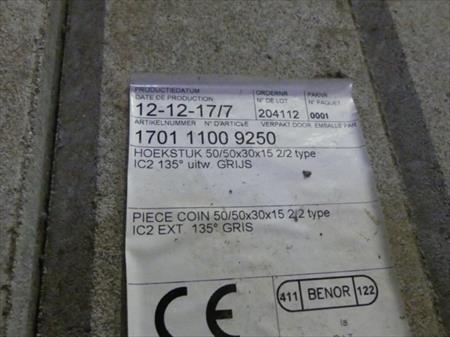 PRODUCTIEDATUM ORDERNR PAKNR
DATE DE PRODUCTION N° DE LOT N° PAQUET
12-12-17/7 204112 0001
ARTIKELNUMMER N° D'ARTICLE VERPAKT DOOR EMBALLE PAR
1701 1100 9250
HOEKSTUK 50/50x30x15 2/2 type
IC2 135° uitw. GRIJS
PIECE COIN 50/50x30x15 2/2 type
IC2 EXT. 135° GRIS
CE 411 BENOR 122